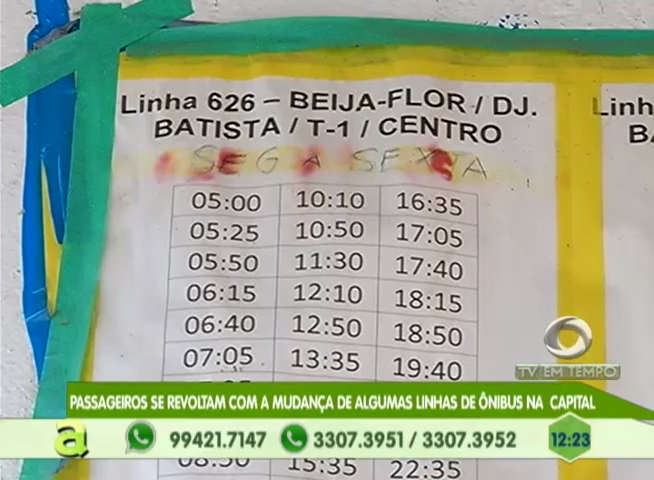 Linha 626 – BEIJA-FLOR / DJ.
BATISTA / T-1 / CENTRO
SEG A SEXTA
05:00 10:10 16:35
05:25 10:50 17:05
05:50 11:30 17:40
06:15 12:10 18:15
06:40 12:50 18:50
07:05 13:35 19:40
15:35 22:35
Linh
TV EM TEMPO
PASSAGEIROS SE REVOLTAM COM A MUDANÇA DE ALGUMAS LINHAS DE ÔNIBUS NA CAPITAL
a 99421.7147 3307.3951 / 3307.3952 12:23